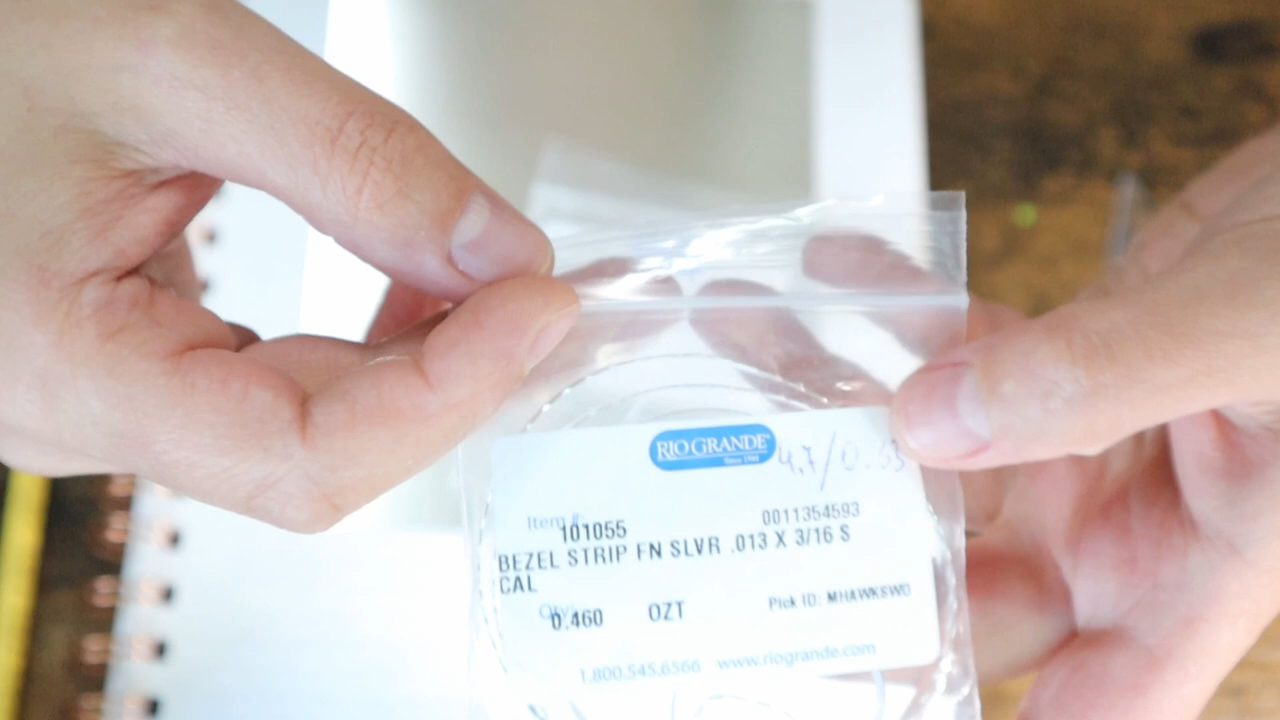 RIO GRANDE
Since 1944
4.7/0.33
Item #:
101055
0011354593
BEZEL STRIP FN SLVR .013 X 3/16 S
CAL
Qty:
0.460 OZT
Pick ID: MHAWKSWO
1.800.545.6566 www.riogrande.com